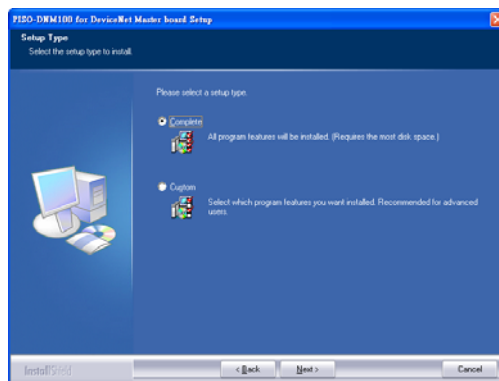 PISO-DNM100 for DeviceNet Master board Setup
Setup Type
Select the setup type to install.
Please select a setup type.
Complete
All program features will be installed. (Requires the most disk space.)
Custom
Select which program features you want installed. Recommended for advanced
users.
InstallShield
< Back
Next >
Cancel